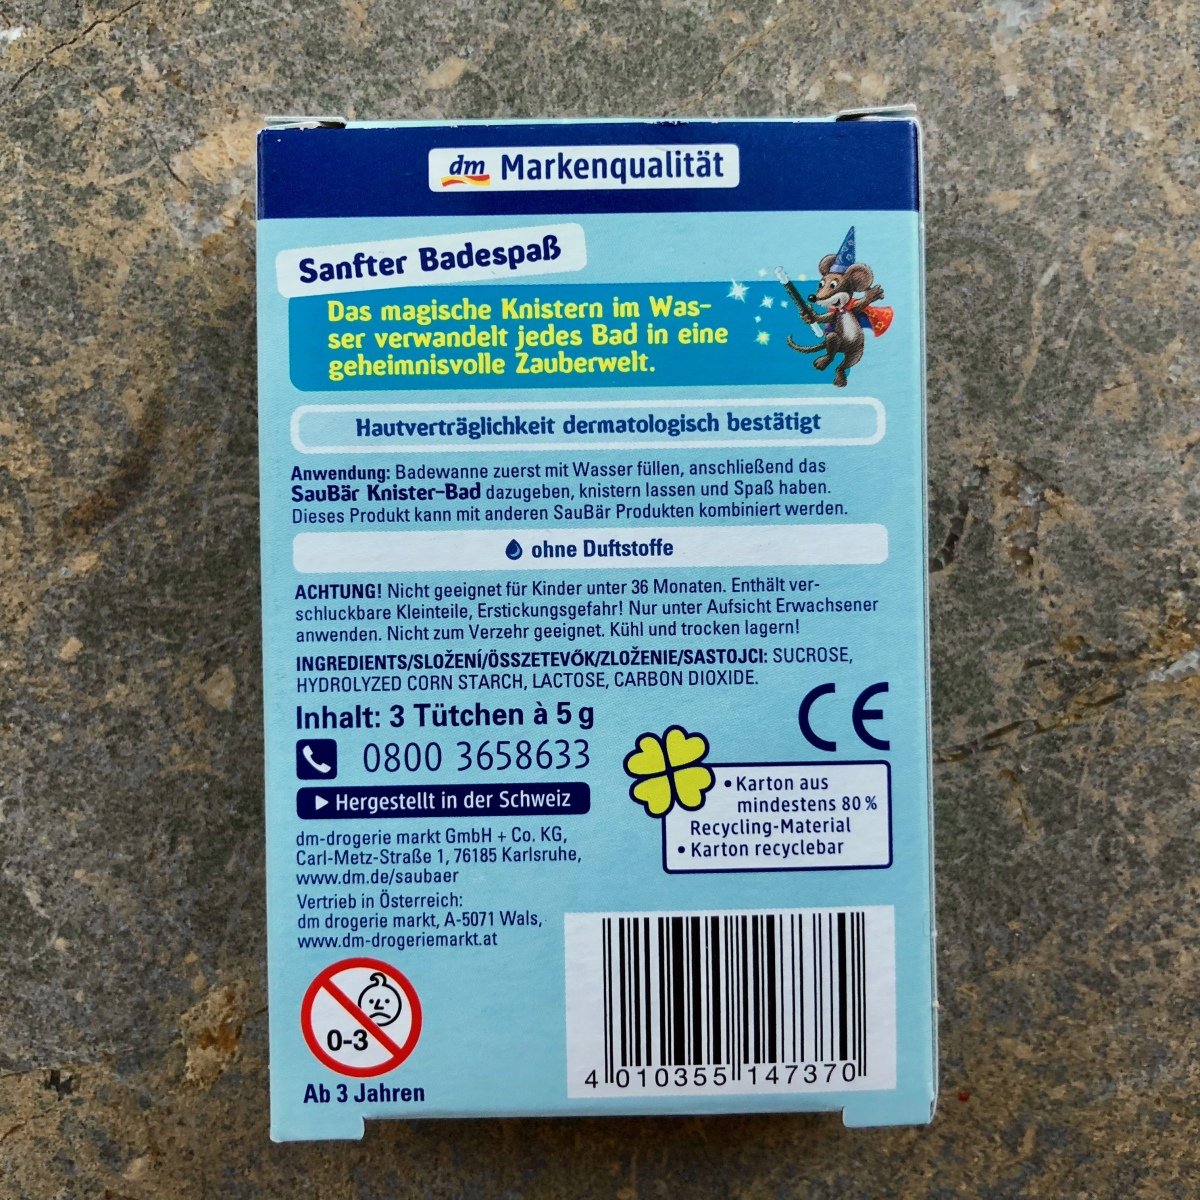 dm Markenqualität
Sanfter Badespaß
Das magische Knistern im Was-
ser verwandelt jedes Bad in eine
geheimnisvolle Zauberwelt.
Hautverträglichkeit dermatologisch bestätigt
Anwendung: Badewanne zuerst mit Wasser füllen, anschließend das
SauBär Knister-Bad dazugeben, knistern lassen und Spaß haben.
Dieses Produkt kann mit anderen SauBär Produkten kombiniert werden.
ohne Duftstoffe
ACHTUNG! Nicht geeignet für Kinder unter 36 Monaten. Enthält ver-
schluckbare Kleinteile, Erstickungsgefahr! Nur unter Aufsicht Erwachsener
anwenden. Nicht zum Verzehr geeignet. Kühl und trocken lagern!
INGREDIENTS/SLOŽENÍ/ÖSSZETEVŐK/ZLOŽENIE/SASTOJCI: SUCROSE,
HYDROLYZED CORN STARCH, LACTOSE, CARBON DIOXIDE.
Inhalt: 3 Tütchen à 5 g
0800 3658633
Hergestellt in der Schweiz
dm-drogerie markt GmbH + Co. KG,
Carl-Metz-Straße 1, 76185 Karlsruhe,
www.dm.de/saubaer
Vertrieb in Österreich:
dm drogerie markt, A-5071 Wals,
www.dm-drogeriemarkt.at
CE
• Karton aus
mindestens 80 %
Recycling-Material
• Karton recyclebar
0-3
Ab 3 Jahren
4 010355 147370